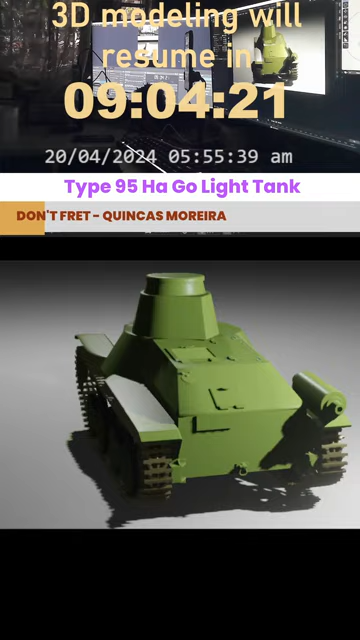 3D modeling will
resume in
09:04:21
20/04/2024 05:55:39 am
Type 95 Ha Go Light Tank
DON'T FRET - QUINCAS MOREIRA